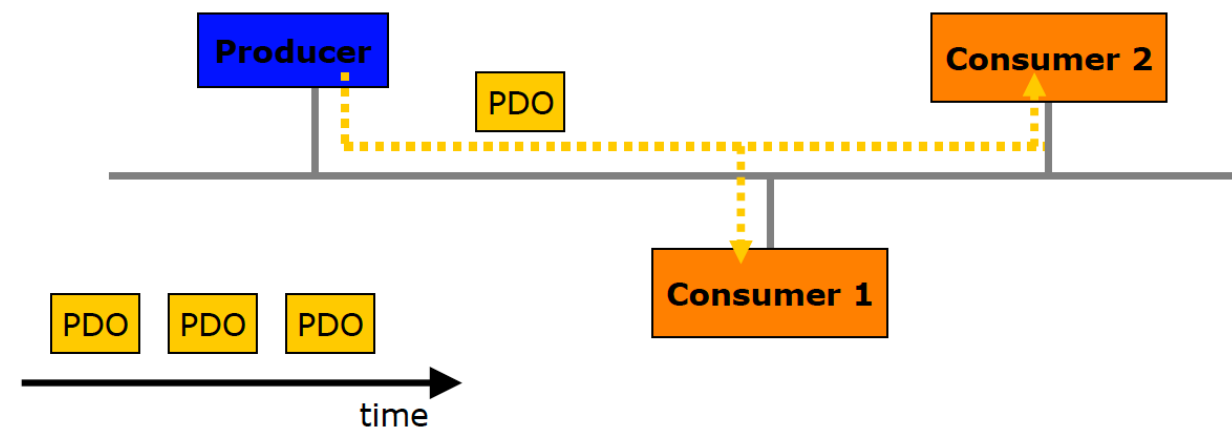 Producer
Consumer 2
PDO
Consumer 1
PDO PDO PDO
time